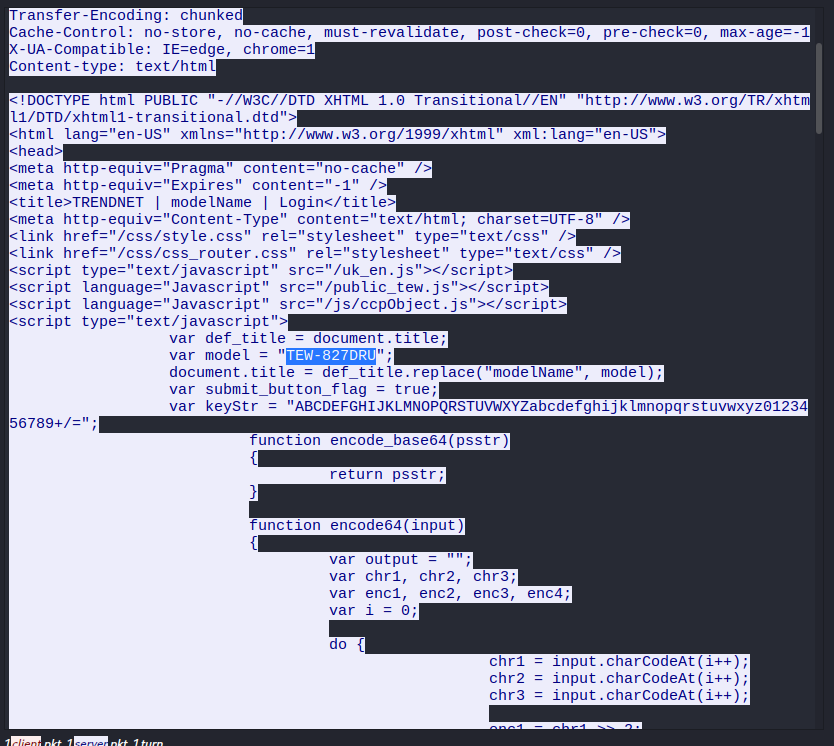 Transfer-Encoding: chunked
Cache-Control: no-store, no-cache, must-revalidate, post-check=0, pre-check=0, max-age=-1
X-UA-Compatible: IE=edge, chrome=1
Content-type: text/html
<!DOCTYPE html PUBLIC "-//W3C//DTD XHTML 1.0 Transitional//EN" "http://www.w3.org/TR/xhtm
l1/DTD/xhtml1-transitional.dtd">
<html lang="en-US" xmlns="http://www.w3.org/1999/xhtml" xml:lang="en-US">
<head>
<meta http-equiv="Pragma" content="no-cache" />
<meta http-equiv="Expires" content="-1" />
<title>TRENDNET | modelName | Login</title>
<meta http-equiv="Content-Type" content="text/html; charset=UTF-8" />
<link href="/css/style.css" rel="stylesheet" type="text/css" />
<link href="/css/css_router.css" rel="stylesheet" type="text/css" />
<script type="text/javascript" src="/uk_en.js"></script>
<script language="Javascript" src="/public_tew.js"></script>
<script language="Javascript" src="/js/ccpObject.js"></script>
<script type="text/javascript">
var def_title = document.title;
var model = "TEW-827DRU";
document.title = def_title.replace("modelName", model);
var submit_button_flag = true;
var keyStr = "ABCDEFGHIJKLMNOPQRSTUVWXYZabcdefghijklmnopqrstuvwxyz01234
56789+/=";
function encode_base64(psstr)
{
return psstr;
}
function encode64(input)
{
var output = "";
var chr1, chr2, chr3;
var enc1, enc2, enc3, enc4;
var i = 0;
do {
chr1 = input.charCodeAt(i++);
chr2 = input.charCodeAt(i++);
chr3 = input.charCodeAt(i++);
enc1 = chr1 >> 2;
1 client pkt, 1 server pkt, 1 turn.